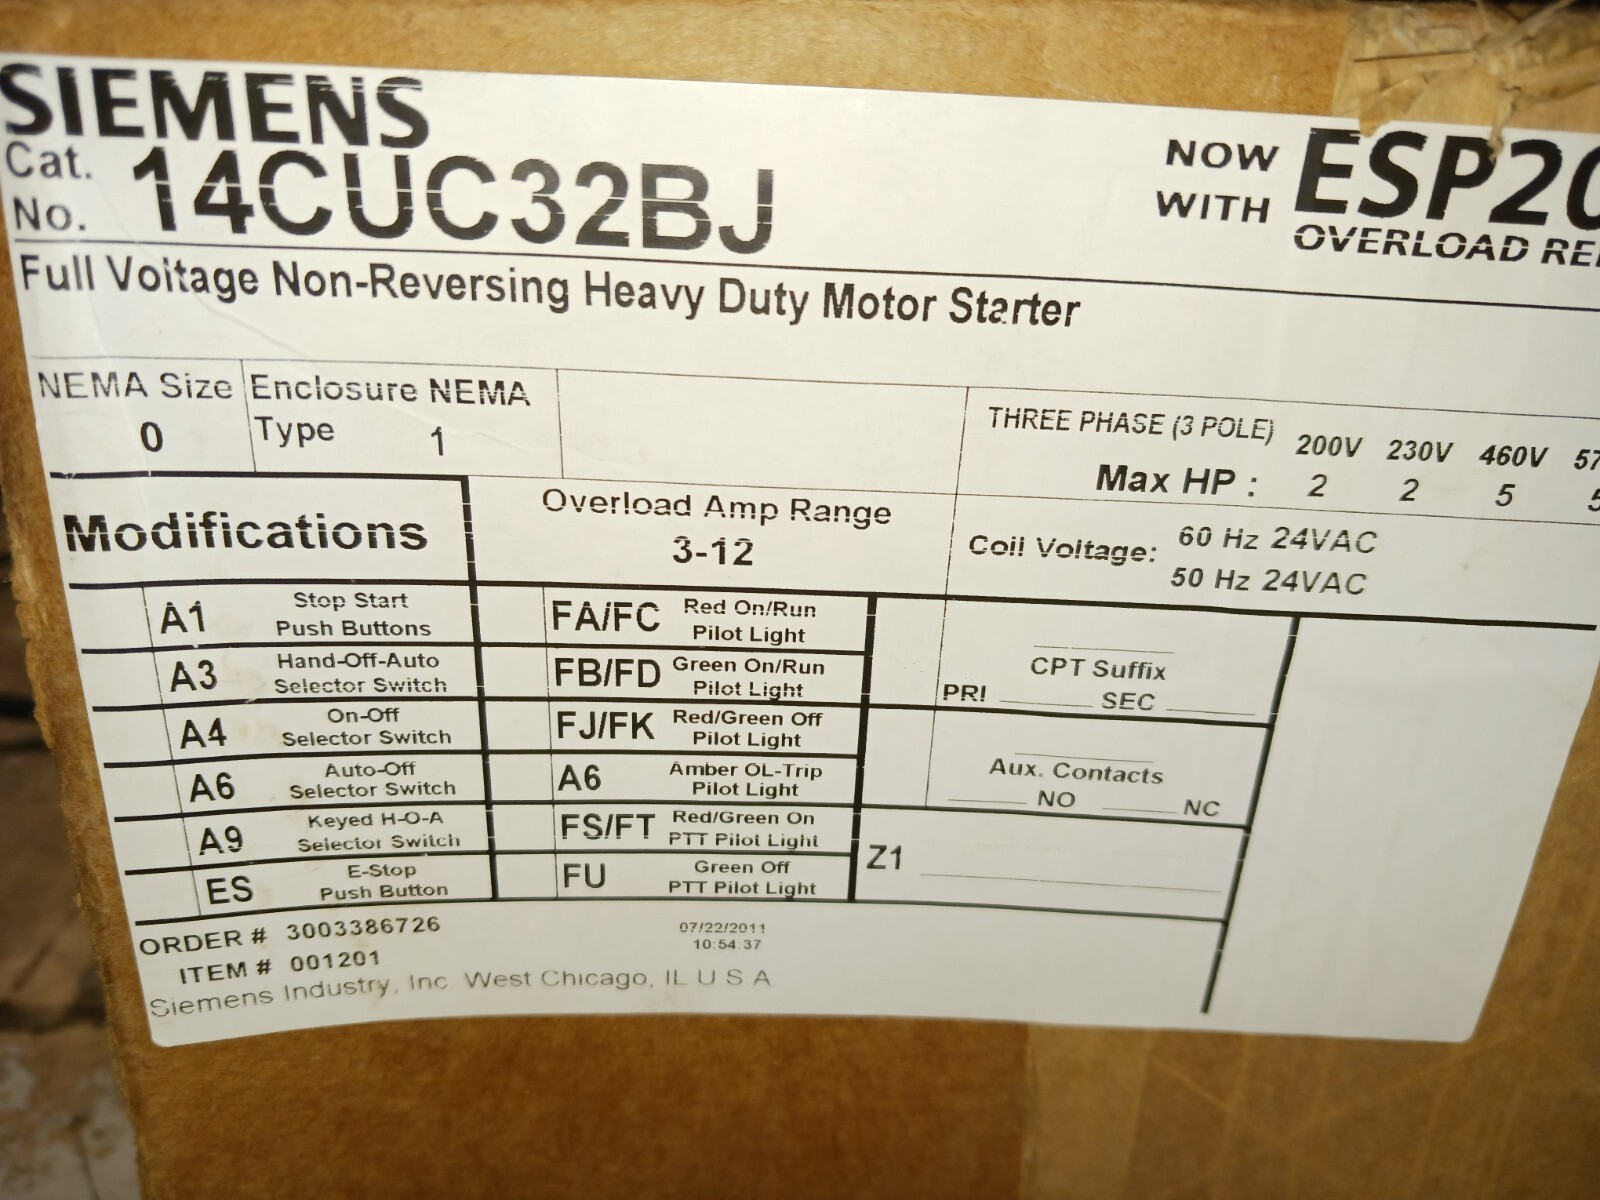 SIEMENS
Cat. No. 14CUC32BJ
NOW WITH ESP20
OVERLOAD RE
Full Voltage Non-Reversing Heavy Duty Motor Starter
NEMA Size
0
Enclosure NEMA
Type 1
THREE PHASE (3 POLE) 200V 230V 460V 57
Max HP : 2 2 5 5
Modifications
Overload Amp Range
3-12
Coil Voltage: 60 Hz 24VAC
50 Hz 24VAC
A1 Stop Start
Push Buttons
A3 Hand-Off-Auto
Selector Switch
A4 On-Off
Selector Switch
A6 Auto-Off
Selector Switch
A9 Keyed H-O-A
Selector Switch
ES E-Stop
Push Button
FA/FC Red On/Run
Pilot Light
FB/FD Green On/Run
Pilot Light
FJ/FK Red/Green Off
Pilot Light
A6 Amber OL-Trip
Pilot Light
FS/FT Red/Green On
PTT Pilot Light
FU Green Off
PTT Pilot Light
CPT Suffix
PRI SEC
Aux. Contacts
NO NC
Z1
ORDER # 3003386726
ITEM # 001201
07/22/2011
10:54:37
Siemens Industry, Inc West Chicago, IL U.S.A